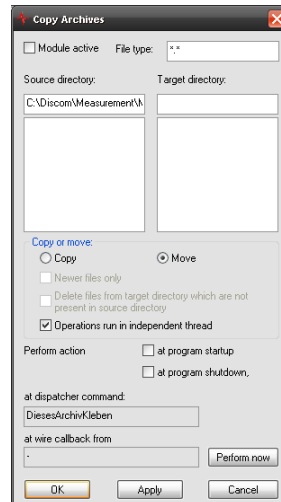 Copy Archives
Module active File type: *.*
Source directory: Target directory:
C:\Discom\Measurement\M
Copy or move:
Copy Move
Newer files only
Delete files from target directory which are not
present in source directory
Operations run in independent thread
Perform action at program startup
at program shutdown,
at dispatcher command:
DiesesArchivKleben
at wire callback from
- Perform now
OK Apply Cancel